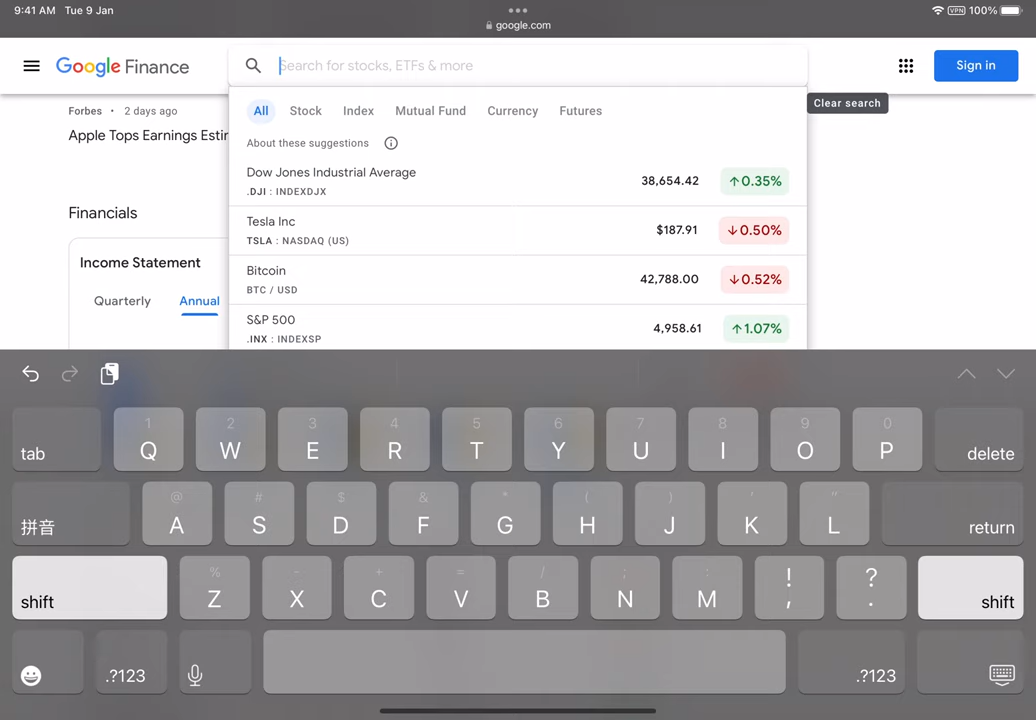 9:41 AM Tue 9 Jan
VPN 100%
google.com
Google Finance
Search for stocks, ETFs & more
Sign in
Clear search
Forbes • 2 days ago
Apple Tops Earnings Estir
All Stock Index Mutual Fund Currency Futures
About these suggestions
Dow Jones Industrial Average
.DJI : INDEXDJX
38,654.42 ↑0.35%
Tesla Inc
TSLA : NASDAQ (US)
$187.91 ↓0.50%
Bitcoin
BTC / USD
42,788.00 ↓0.52%
S&P 500
.INX : INDEXSP
4,958.61 ↑1.07%
Financials
Income Statement
Quarterly Annual
1 2 3 4 5 6 7 8 9 0
tab Q W E R T Y U I O P delete
@ # $ & * ( ) ' "
拼音 A S D F G H J K L return
% - + = / ; : ! ?
shift Z X C V B N M , . shift
.?123 .?123